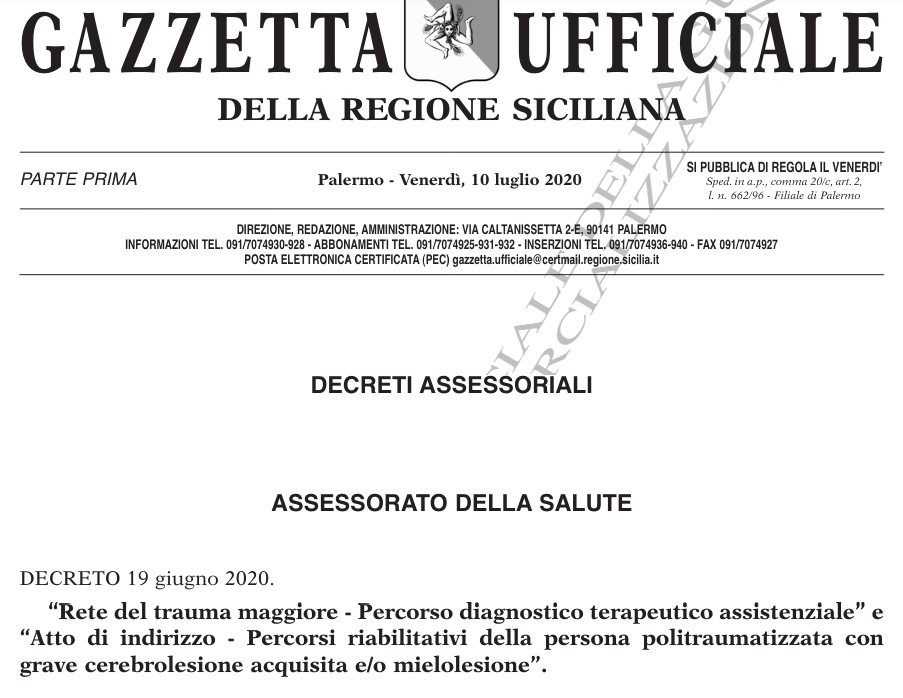 GAZZETTA UFFICIALE
DELLA REGIONE SICILIANA
PARTE PRIMA
Palermo - Venerdì, 10 luglio 2020
SI PUBBLICA DI REGOLA IL VENERDI'
Sped. in a.p., comma 20/c, art. 2,
l. n. 662/96 - Filiale di Palermo
DIREZIONE, REDAZIONE, AMMINISTRAZIONE: VIA CALTANISSETTA 2-E, 90141 PALERMO
INFORMAZIONI TEL. 091/7074930-928 - ABBONAMENTI TEL. 091/7074925-931-932 - INSERZIONI TEL. 091/7074936-940 - FAX 091/7074927
POSTA ELETTRONICA CERTIFICATA (PEC) gazzetta.ufficiale@certmail.regione.sicilia.it
DECRETI ASSESSORIALI
ASSESSORATO DELLA SALUTE
DECRETO 19 giugno 2020.
“Rete del trauma maggiore - Percorso diagnostico terapeutico assistenziale” e
“Atto di indirizzo - Percorsi riabilitativi della persona politraumatizzata con
grave cerebrolesione acquisita e/o mielolesione”.